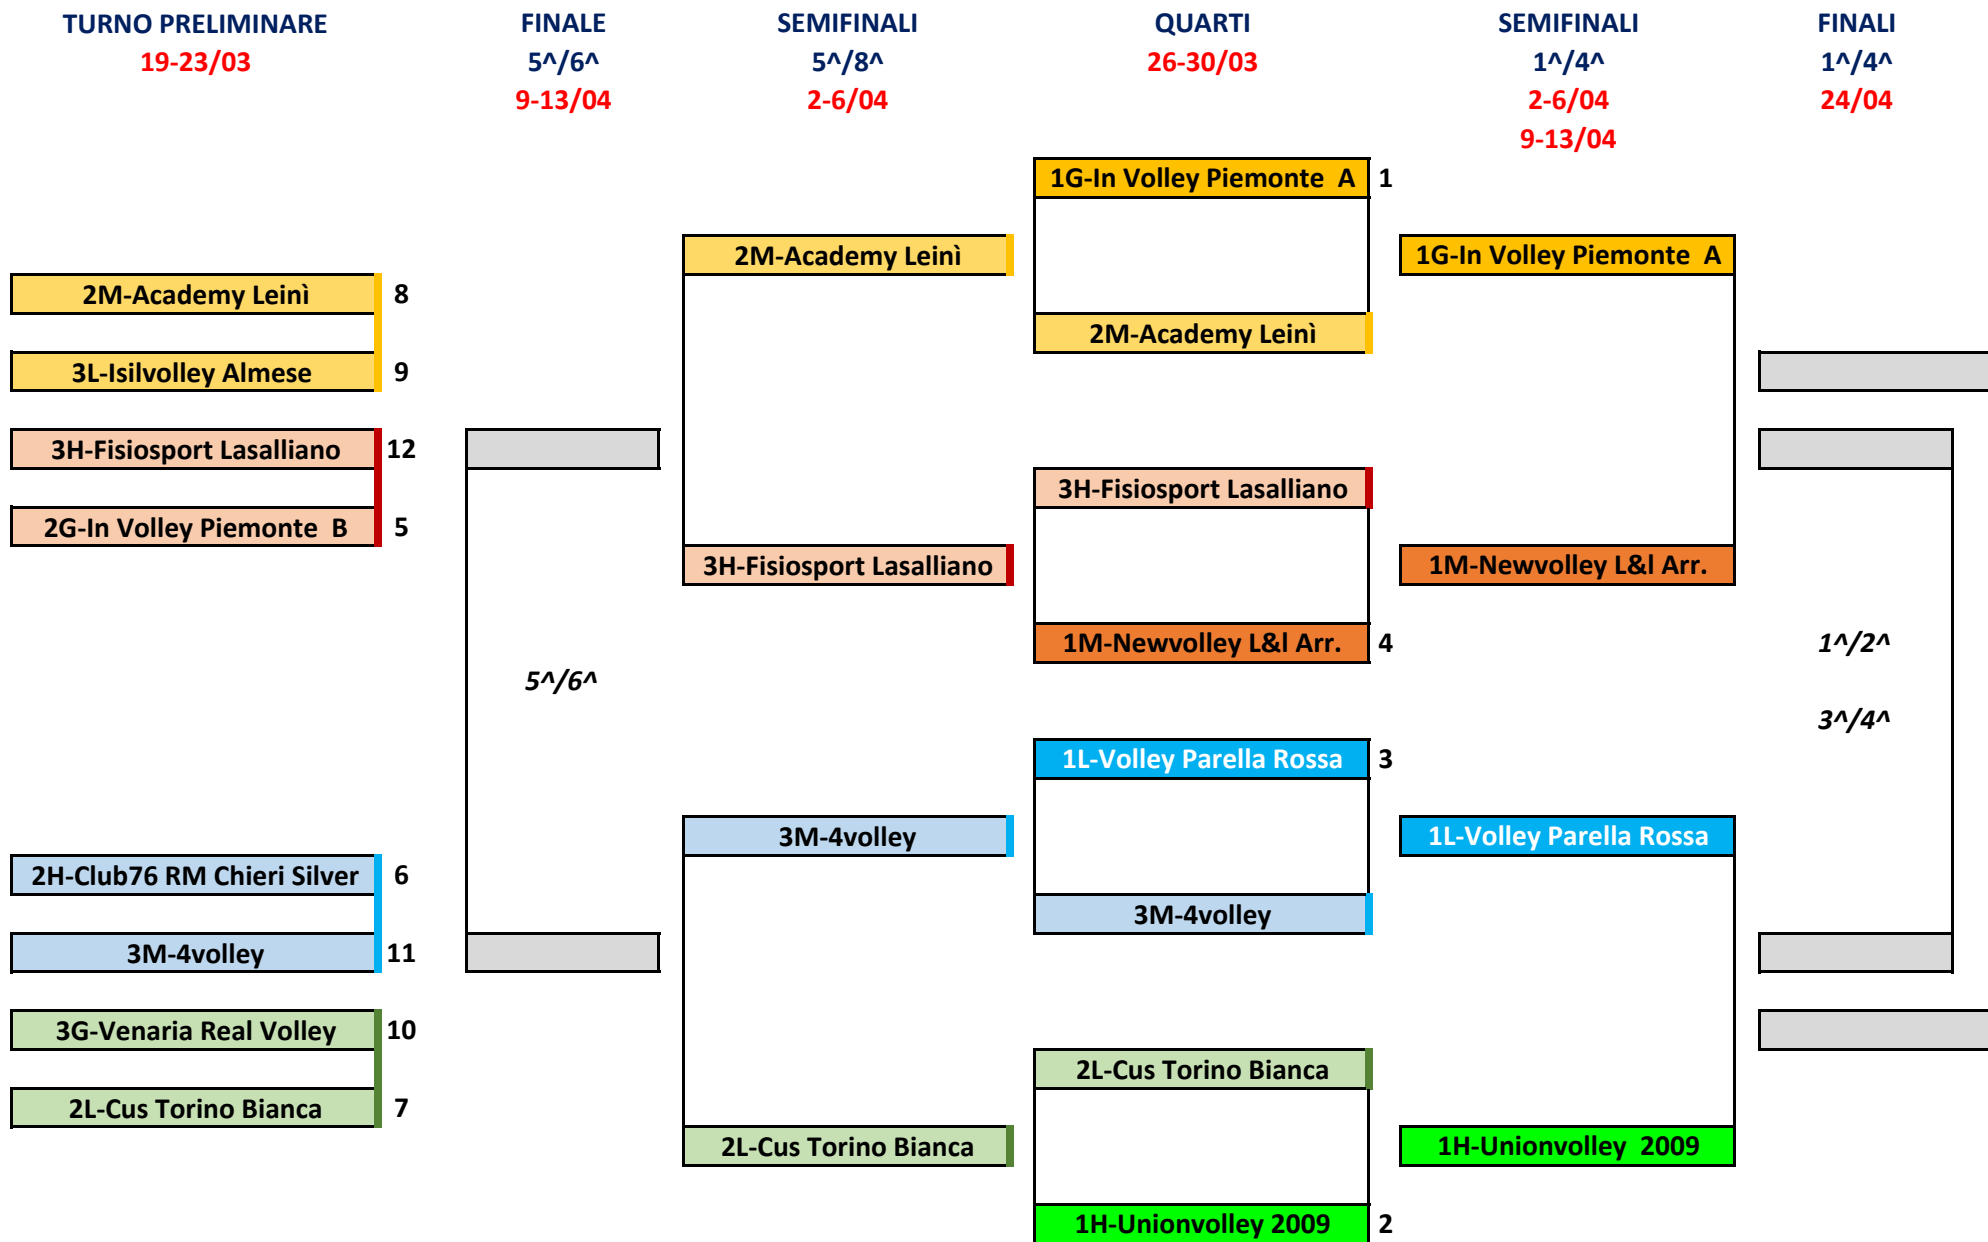 TURNO PRELIMINARE
19-23/03
FINALE
5^/6^
9-13/04
SEMIFINALI
5^/8^
2-6/04
QUARTI
26-30/03
SEMIFINALI
1^/4^
2-6/04
9-13/04
FINALI
1^/4^
24/04
2M-Academy Leinì 8
3L-Isilvolley Almese 9
3H-Fisiosport Lasalliano 12
2G-In Volley Piemonte B 5
2H-Club76 RM Chieri Silver 6
3M-4volley 11
3G-Venaria Real Volley 10
2L-Cus Torino Bianca 7
5^/6^
2M-Academy Leinì
3H-Fisiosport Lasalliano
3M-4volley
2L-Cus Torino Bianca
1G-In Volley Piemonte A 1
2M-Academy Leinì
3H-Fisiosport Lasalliano
1M-Newvolley L&l Arr. 4
1L-Volley Parella Rossa 3
3M-4volley
2L-Cus Torino Bianca
1H-Unionvolley 2009 2
1G-In Volley Piemonte A
1M-Newvolley L&l Arr.
1L-Volley Parella Rossa
1H-Unionvolley 2009
1^/2^
3^/4^